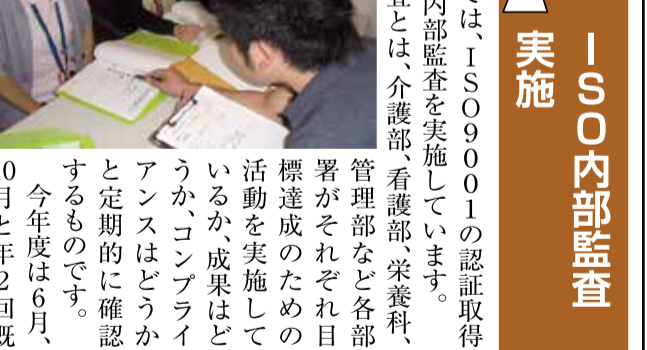 ISO内部監査
実施
では、ISO9001の認証取得
内部監査を実施しています。
査とは、介護部、看護部、栄養科、
管理部など各部
署がそれぞれ目
標達成のための
活動を実施して
いるか、成果はど
うか、コンプライ
アンスはどうか
と定期的に確認
するものです。
今年度は6月、
0月と年2回既